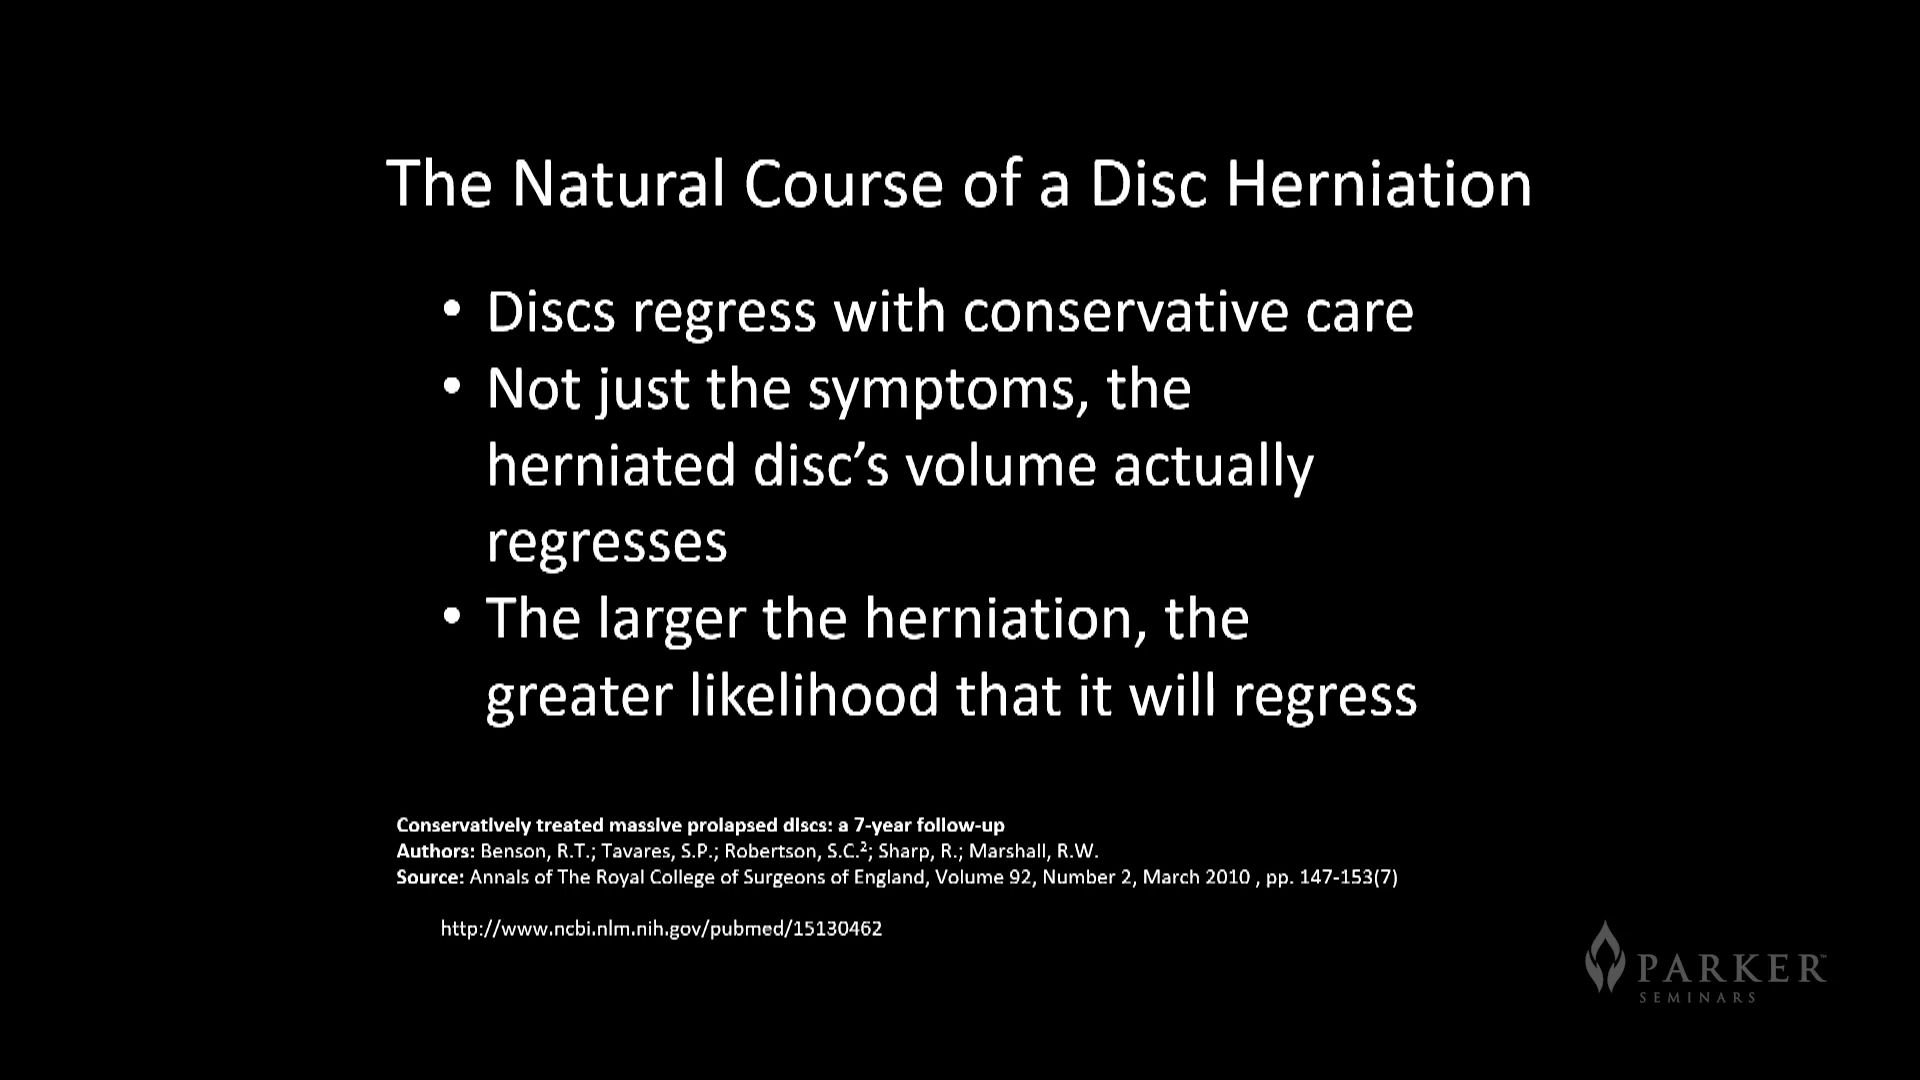 The Natural Course of a Disc Herniation
• Discs regress with conservative care
• Not just the symptoms, the
herniated disc’s volume actually
regresses
• The larger the herniation, the
greater likelihood that it will regress
Conservatively treated massive prolapsed discs: a 7-year follow-up
Authors: Benson, R.T.; Tavares, S.P.; Robertson, S.C.²; Sharp, R.; Marshall, R.W.
Source: Annals of The Royal College of Surgeons of England, Volume 92, Number 2, March 2010 , pp. 147-153(7)
http://www.ncbi.nlm.nih.gov/pubmed/15130462
PARKER™
SEMINARS